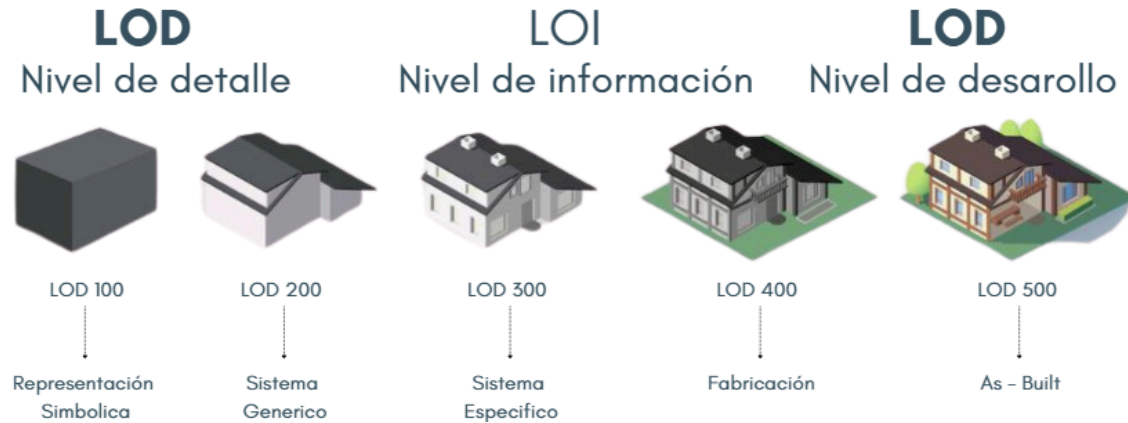 LOD
Nivel de detalle
LOI
Nivel de información
LOD
Nivel de desarollo
LOD 100
LOD 200
LOD 300
LOD 400
LOD 500
Representación
Simbolica
Sistema
Generico
Sistema
Especifico
Fabricación
As - Built